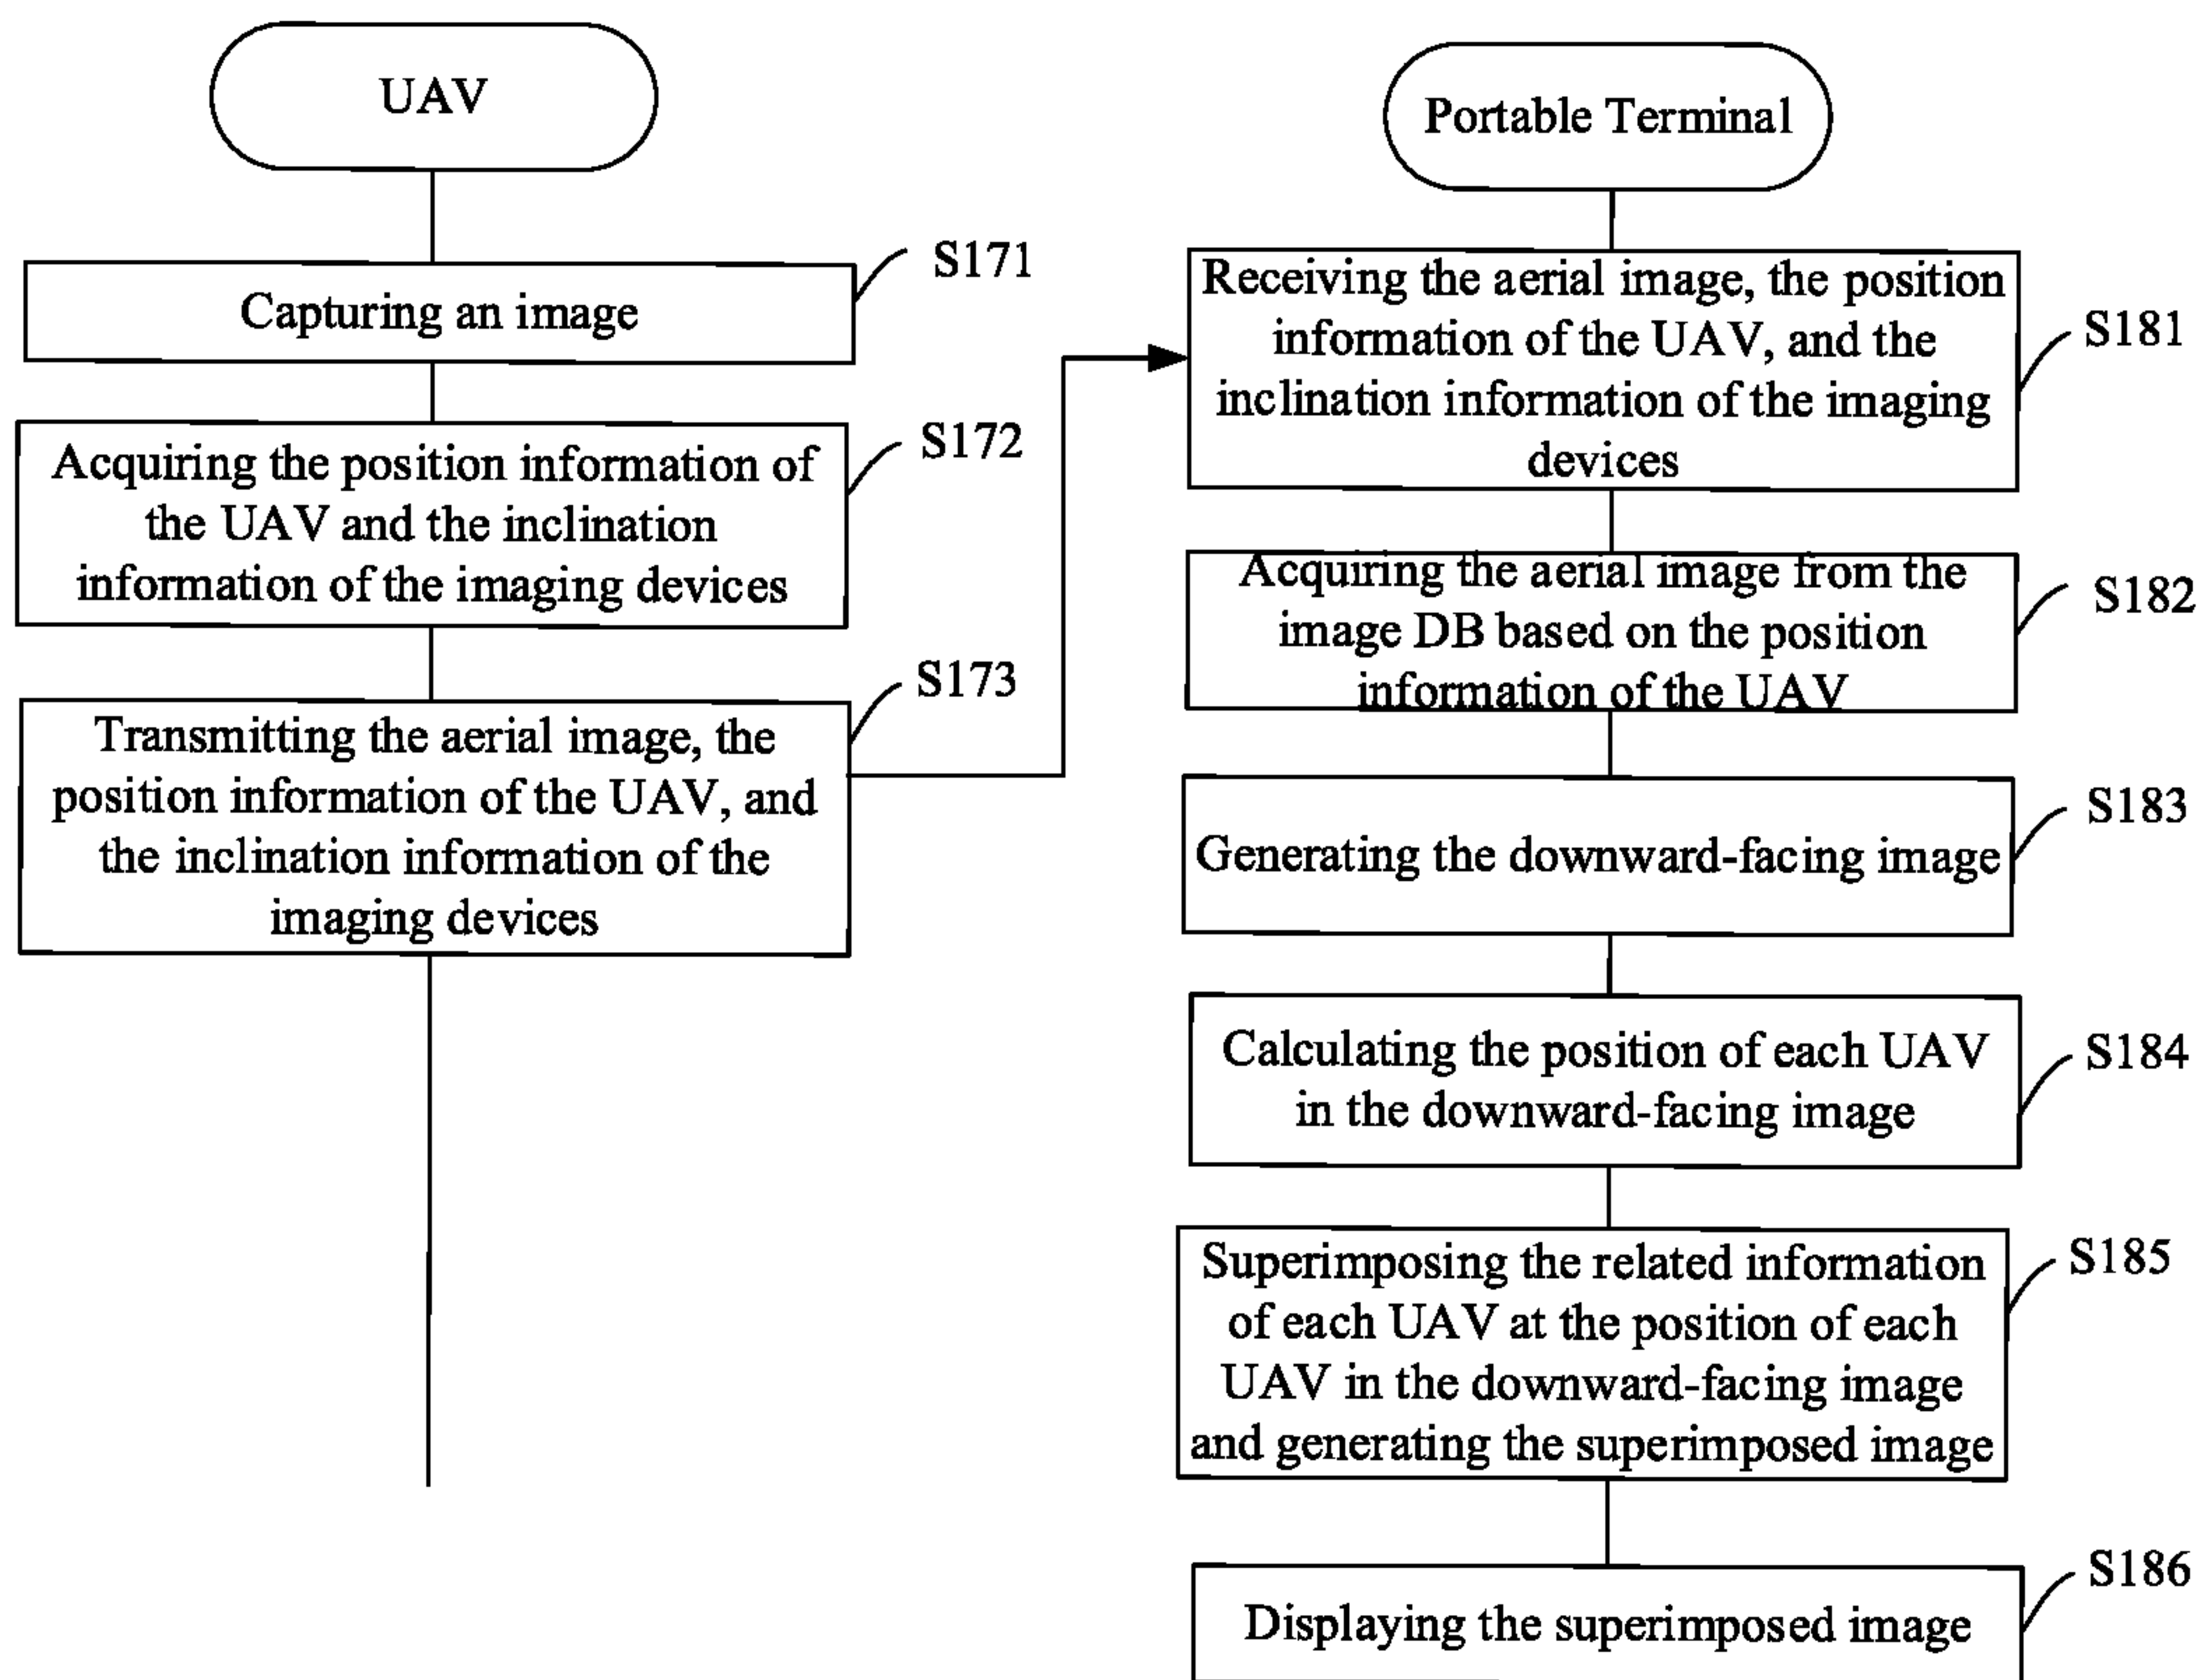 UAV
Capturing an image
S171
Acquiring the position information of
the UAV and the inclination
information of the imaging devices
S172
Transmitting the aerial image, the
position information of the UAV, and
the inclination information of the
imaging devices
S173
Portable Terminal
Receiving the aerial image, the position
information of the UAV, and the
inclination information of the imaging
devices
S181
Acquiring the aerial image from the
image DB based on the position
information of the UAV
S182
Generating the downward-facing image
S183
Calculating the position of each UAV
in the downward-facing image
S184
Superimposing the related information
of each UAV at the position of each
UAV in the downward-facing image
and generating the superimposed image
S185
Displaying the superimposed image
S186